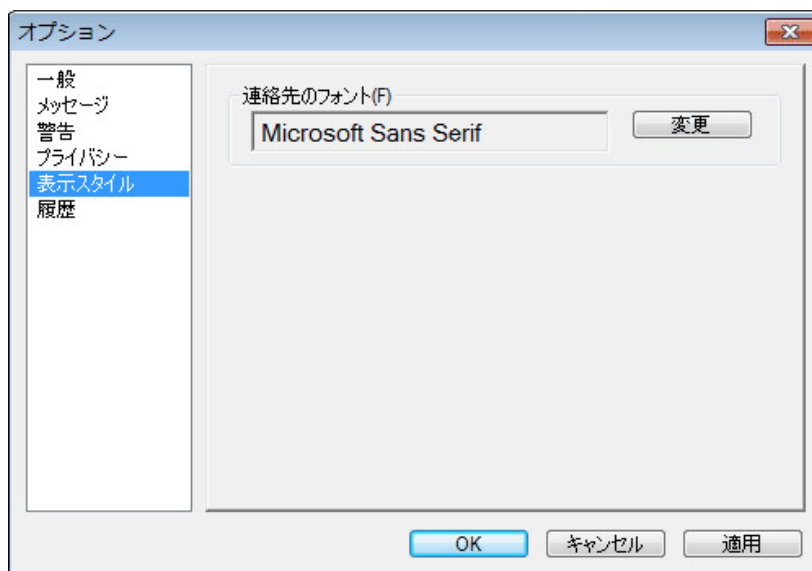 オプション
一般
メッセージ
警告
プライバシー
表示スタイル
履歴
連絡先のフォント(F)
Microsoft Sans Serif
変更
OK
キャンセル
適用